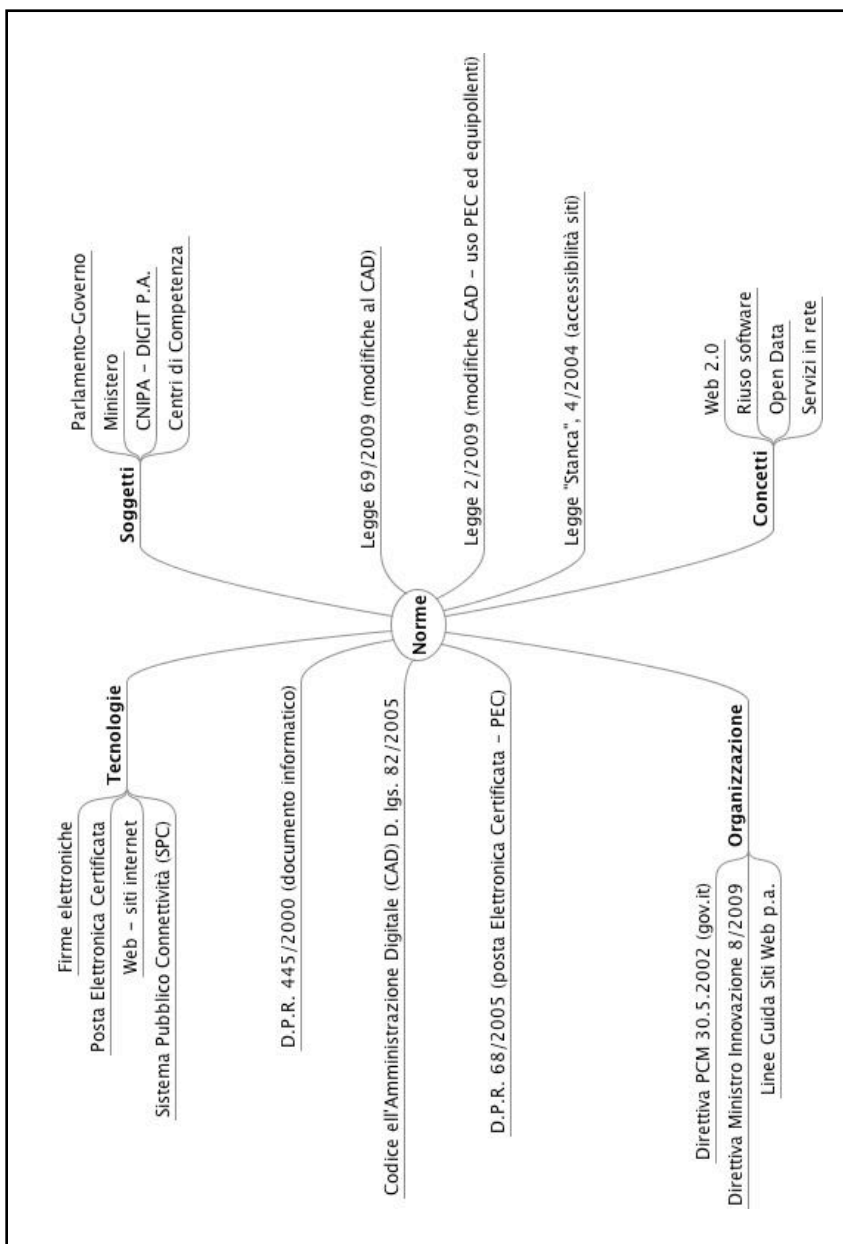 Norme
Tecnologie
Firme elettroniche
Posta Elettronica Certificata
Web - siti internet
Sistema Pubblico Connettività (SPC)
D.P.R. 445/2000 (documento informatico)
Codice ell'Amministrazione Digitale (CAD) D. lgs. 82/2005
D.P.R. 68/2005 (posta Elettronica Certificata - PEC)
Organizzazione
Direttiva PCM 30.5.2002 (gov.it)
Direttiva Ministro Innovazione 8/2009
Linee Guida Siti Web p.a.
Soggetti
Parlamento-Governo
Ministero
CNIPA - DIGIT P.A.
Centri di Competenza
Legge 69/2009 (modifiche al CAD)
Legge 2/2009 (modifiche CAD - uso PEC ed equipollenti)
Legge "Stanca", 4/2004 (accessibilità siti)
Concetti
Web 2.0
Riuso software
Open Data
Servizi in rete